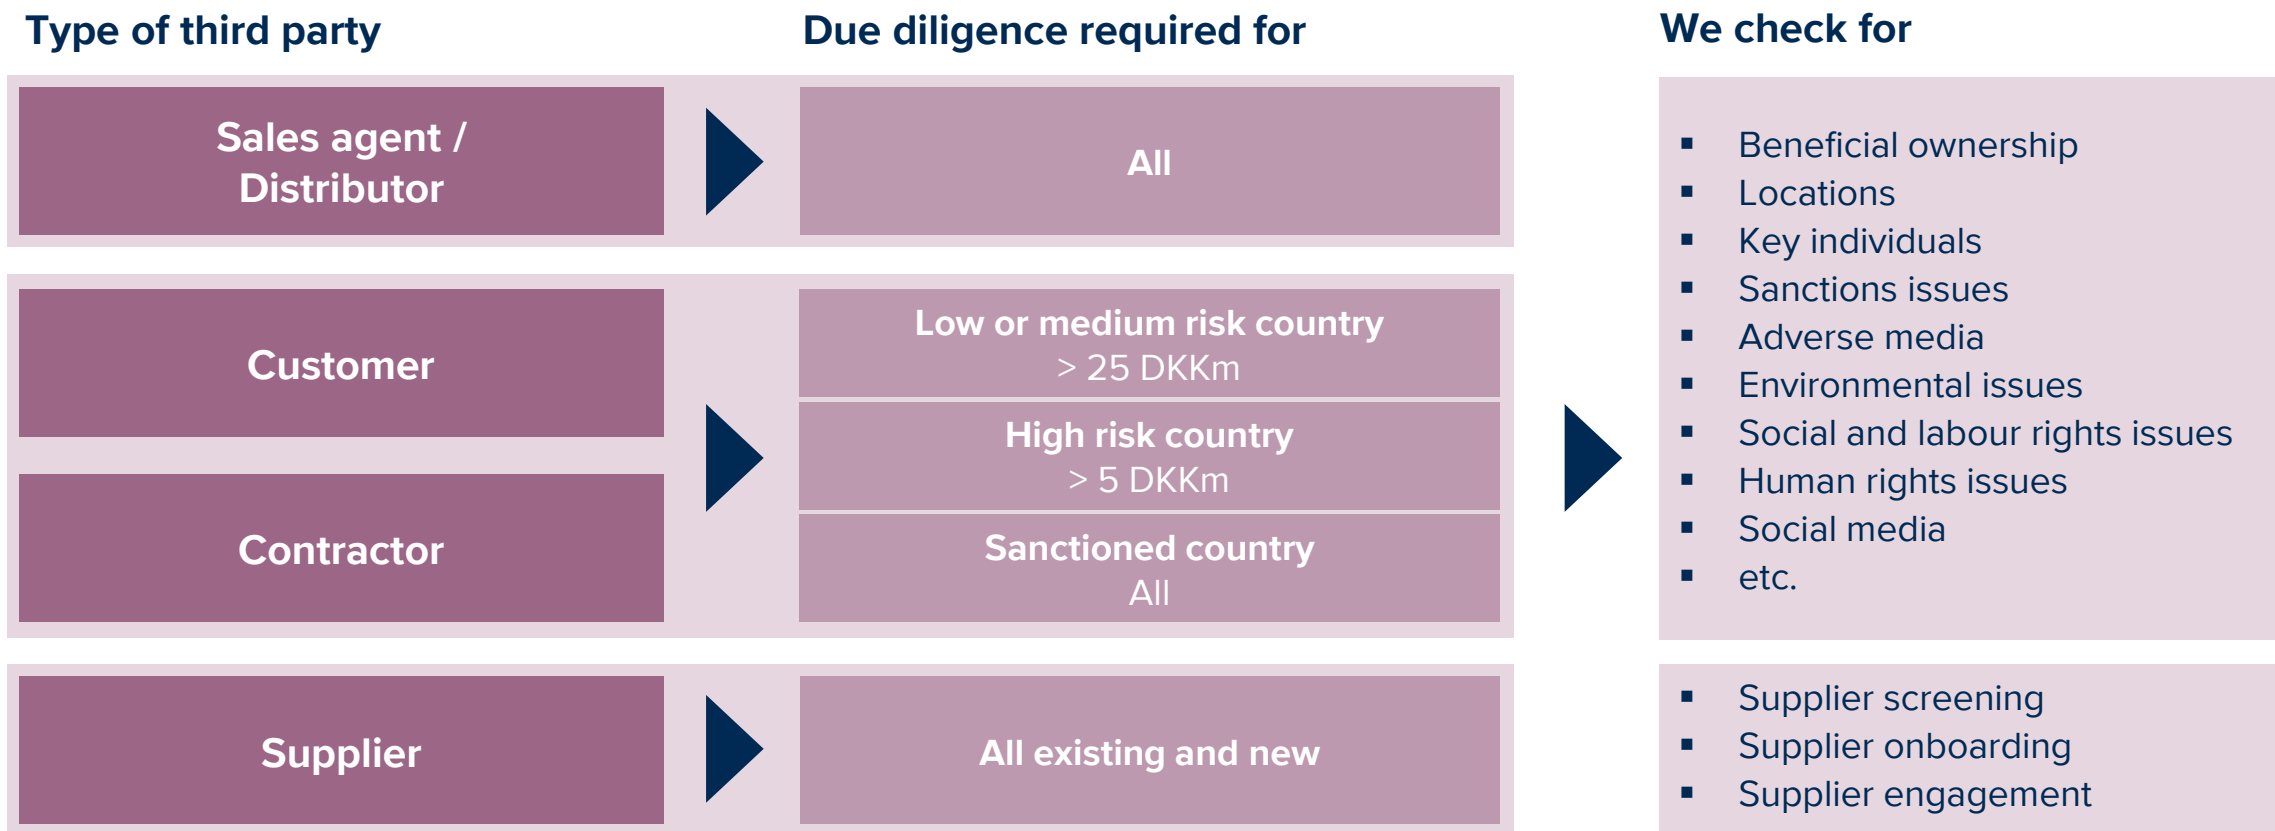 Type of third party
Due diligence required for
We check for
Sales agent /
Distributor
All
Customer
Contractor
Low or medium risk country
> 25 DKKm
High risk country
> 5 DKKm
Sanctioned country
All
▪ Beneficial ownership
▪ Locations
▪ Key individuals
▪ Sanctions issues
▪ Adverse media
▪ Environmental issues
▪ Social and labour rights issues
▪ Human rights issues
▪ Social media
▪ etc.
Supplier
All existing and new
▪ Supplier screening
▪ Supplier onboarding
▪ Supplier engagement